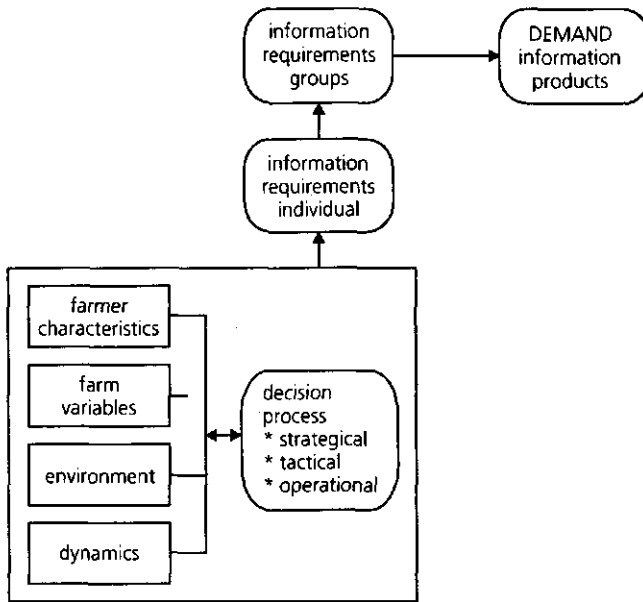 information
requirements
groups
DEMAND
information
products
information
requirements
individual
farmer
characteristics
farm
variables
environment
dynamics
decision
process
* strategical
* tactical
* operational